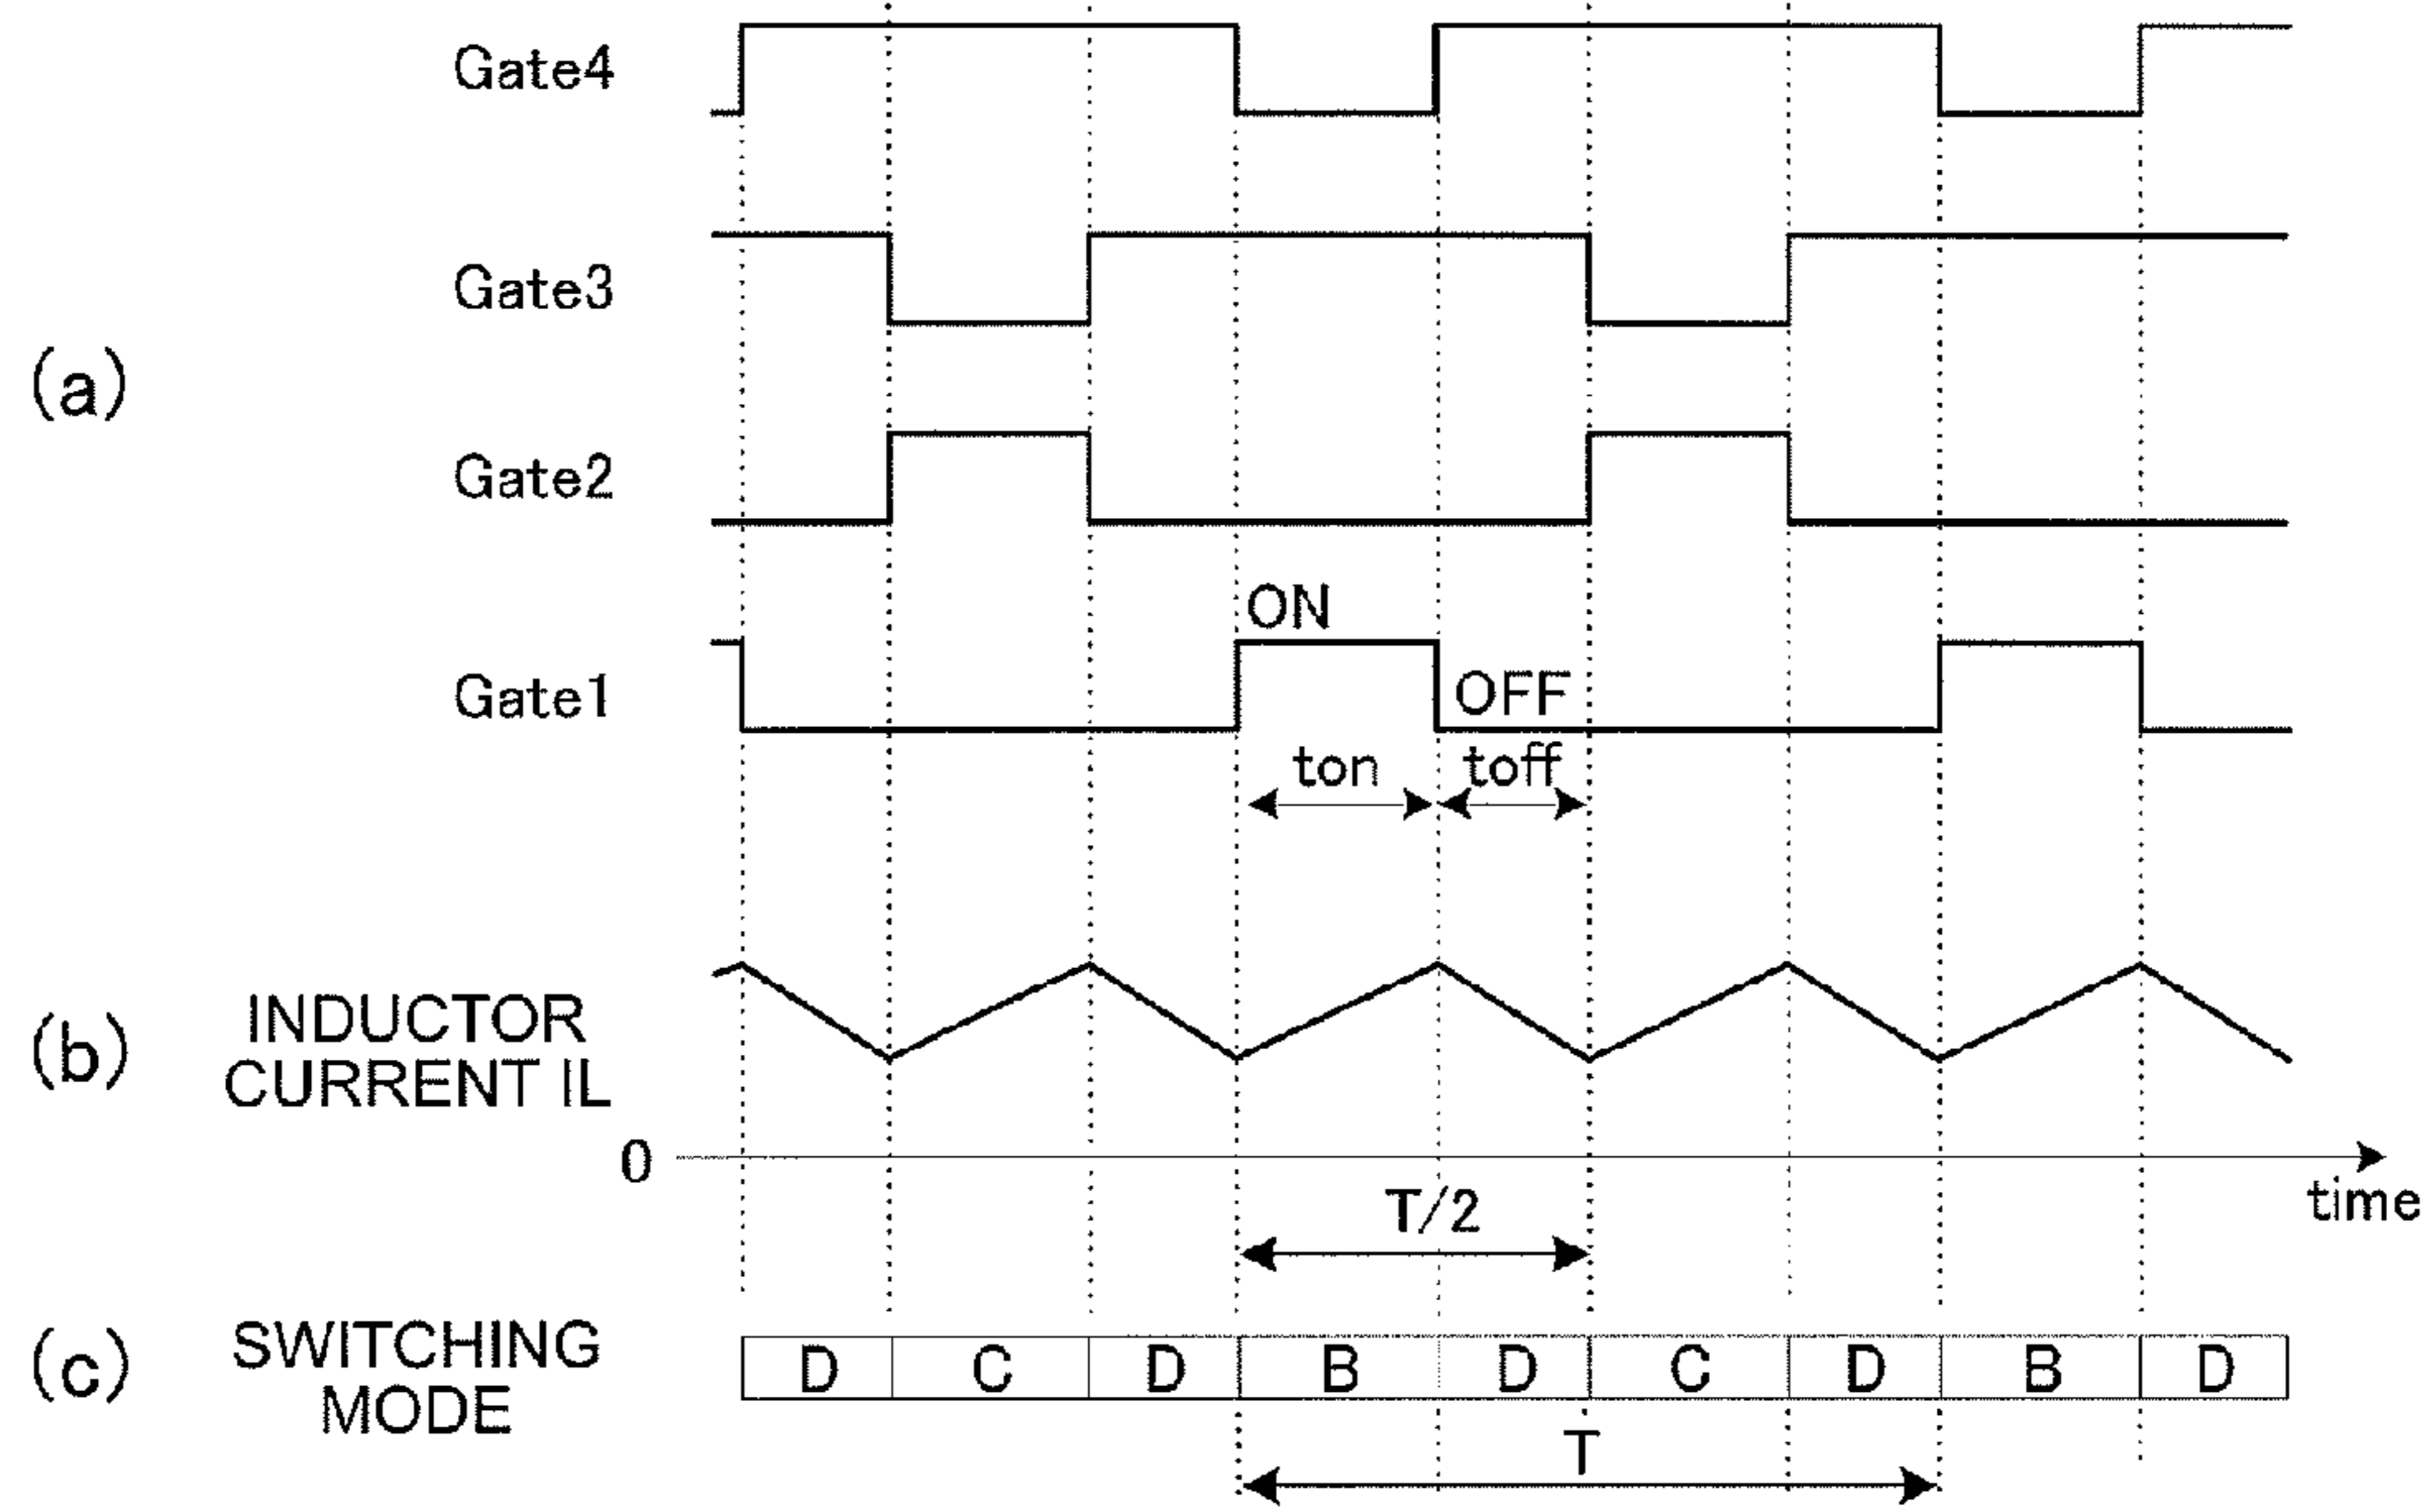 Gate4
Gate3
(a)
Gate2
ON
Gate1
OFF
ton toff
(b) INDUCTOR
CURRENT IL
0
time
T/2
(c) SWITCHING
MODE
D C D B D C D B D
T